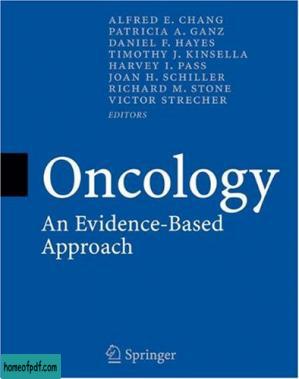 ALFRED E. CHANG
PATRICIA A. GANZ
DANIEL F. HAYES
TIMOTHY J. KINSELLA
HARVEY I. PASS
JOAN H. SCHILLER
RICHARD M. STONE
VICTOR STRECHER
EDITORS
Oncology
An Evidence-Based
Approach
Springer
homeofpdf.com